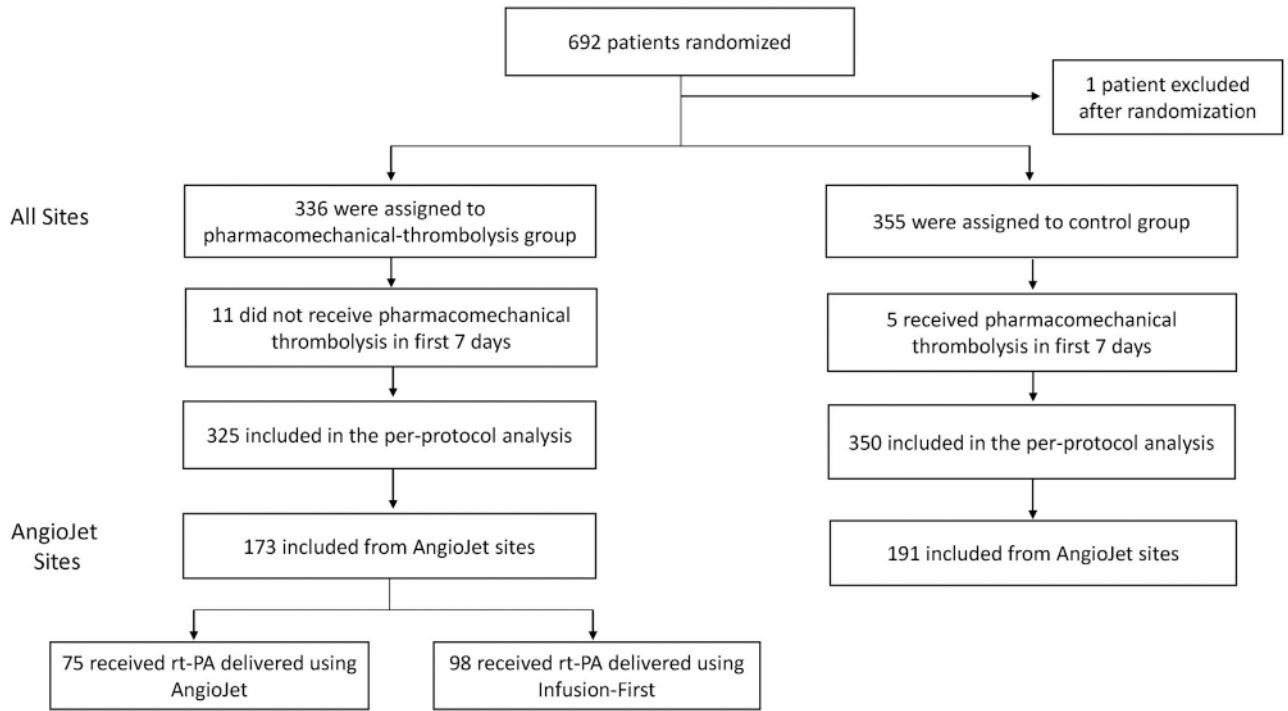 692 patients randomized
1 patient excluded
after randomization
All Sites
336 were assigned to
pharmacomechanical-thrombolysis group
355 were assigned to control group
11 did not receive pharmacomechanical
thrombolysis in first 7 days
5 received pharmacomechanical
thrombolysis in first 7 days
325 included in the per-protocol analysis
350 included in the per-protocol analysis
AngioJet
Sites
173 included from AngioJet sites
191 included from AngioJet sites
75 received rt-PA delivered using
AngioJet
98 received rt-PA delivered using
Infusion-First